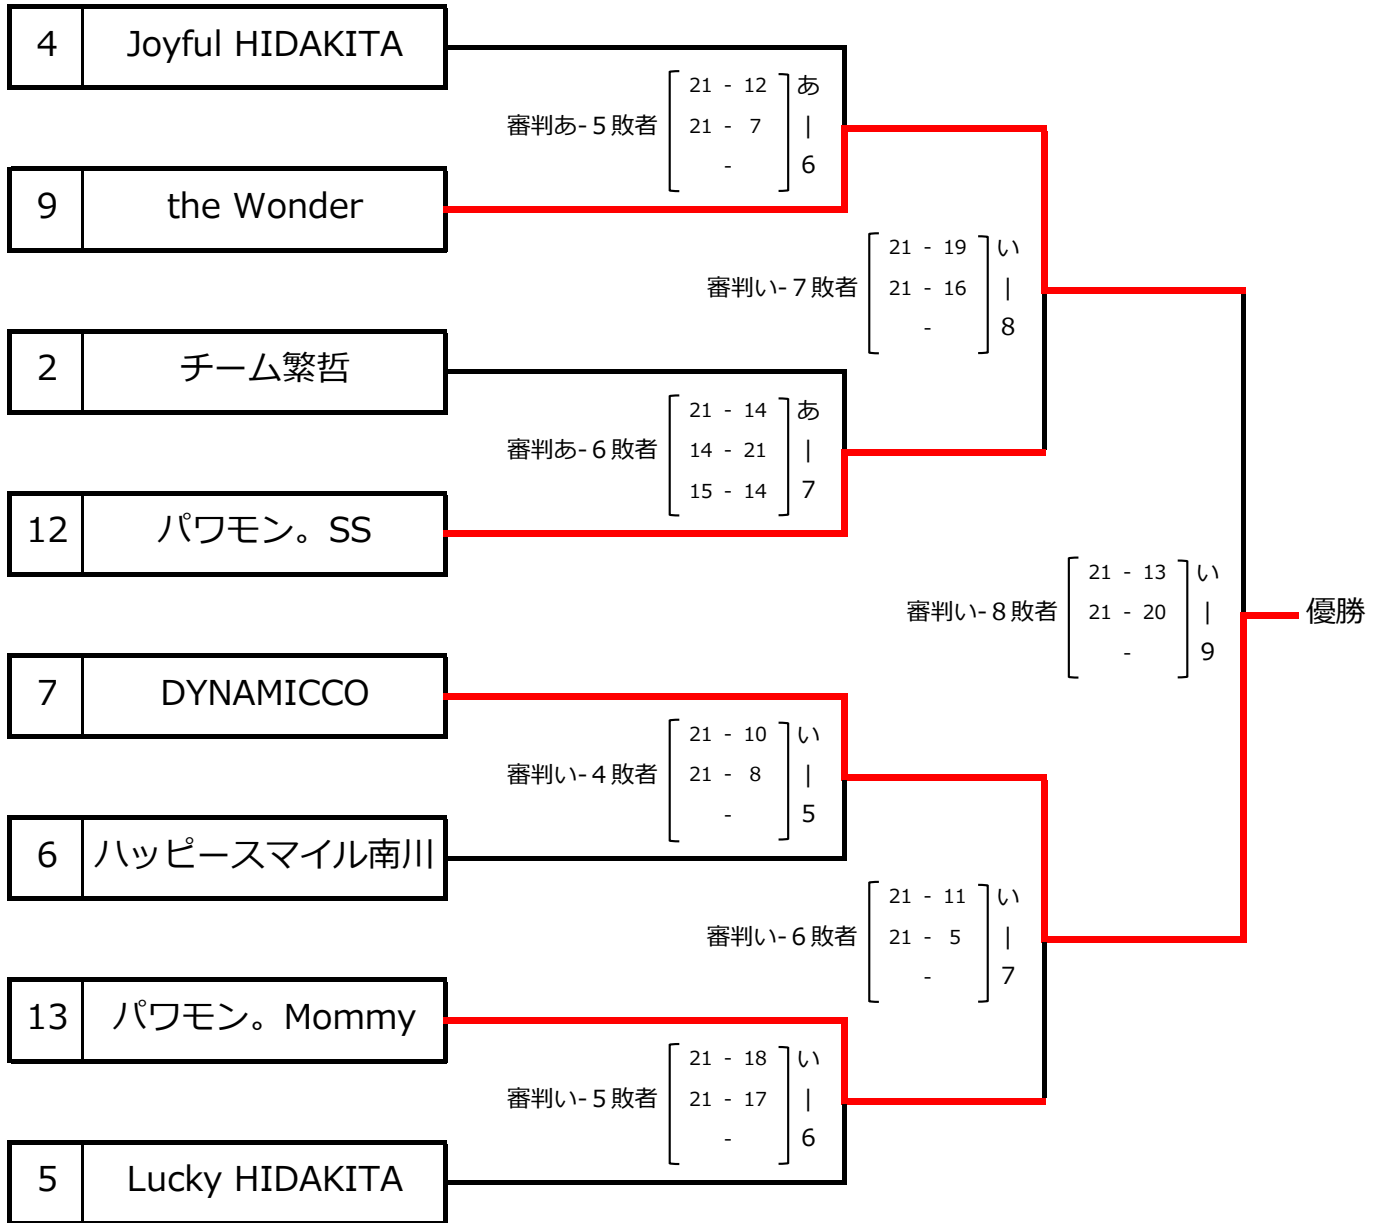 4 Joyful HIDAKITA
21 - 12 あ
審判あ-５敗者 21 - 7 |
- 6
9 the Wonder
21 - 19 い
審判い-７敗者 21 - 16 |
- 8
2 チーム繁哲
21 - 14 あ
審判あ-６敗者 14 - 21 |
15 - 14 7
12 パワモン。SS
21 - 13 い
審判い-８敗者 21 - 20 | 優勝
- 9
7 DYNAMICCO
21 - 10 い
審判い-４敗者 21 - 8 |
- 5
6 ハッピースマイル南川
21 - 11 い
審判い-６敗者 21 - 5 |
- 7
13 パワモン。Mommy
21 - 18 い
審判い-５敗者 21 - 17 |
- 6
5 Lucky HIDAKITA